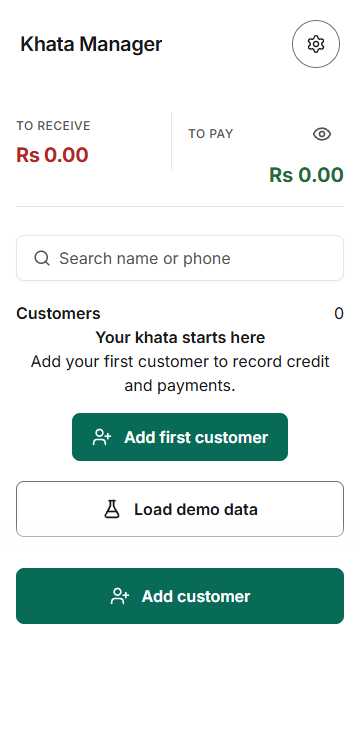 Khata Manager
TO RECEIVE
Rs 0.00
TO PAY
Rs 0.00
Search name or phone
Customers 0
Your khata starts here
Add your first customer to record credit
and payments.
Add first customer
Load demo data
Add customer